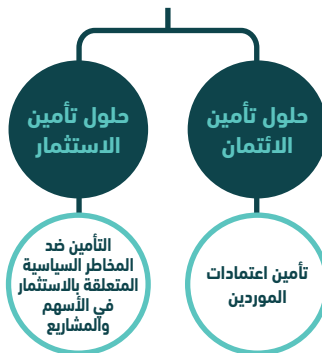 حلول تأمين
الائتمان
حلول تأمين
الاستثمار
تأمين اعتمادات
الموردين
التأمين ضد
المخاطر السياسية
المتعلقة بالاستثمار
في الأسهم
والمشاريع